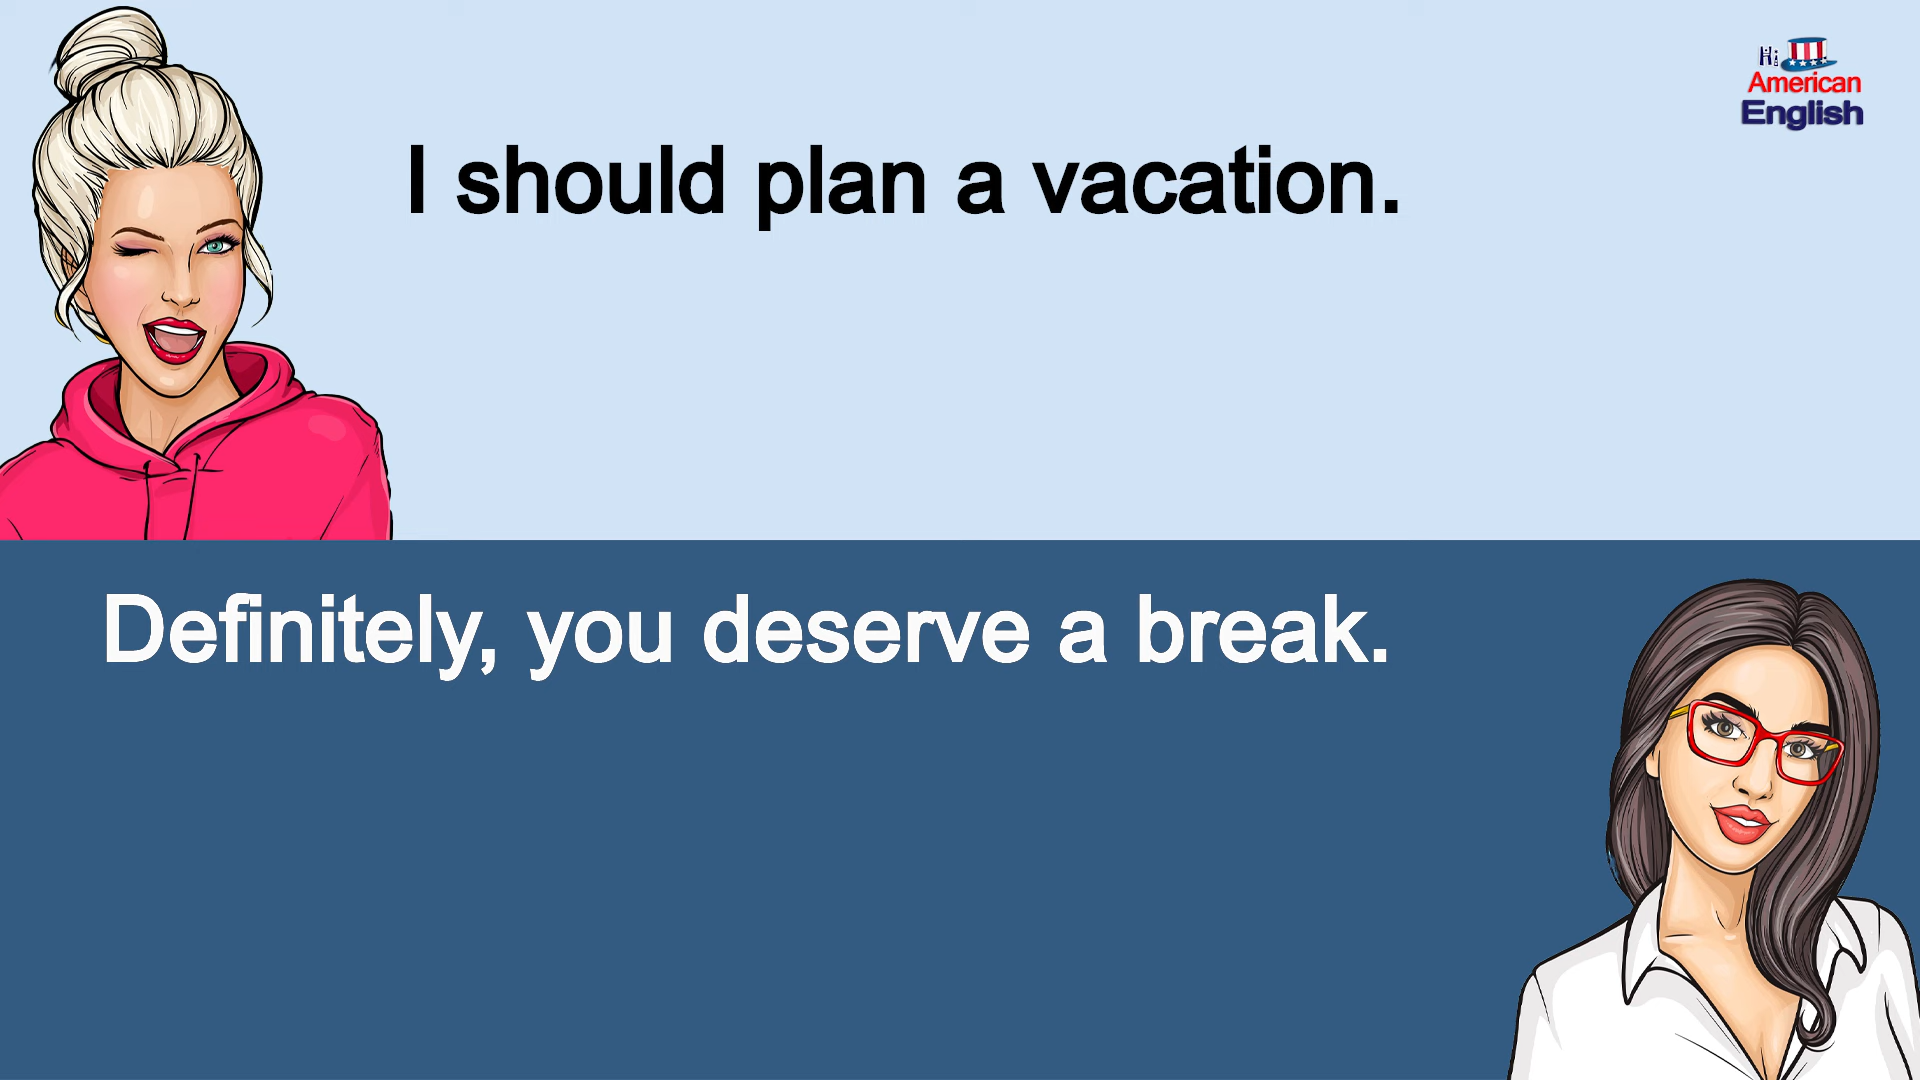 Hi
American
English
I should plan a vacation.
Definitely, you deserve a break.